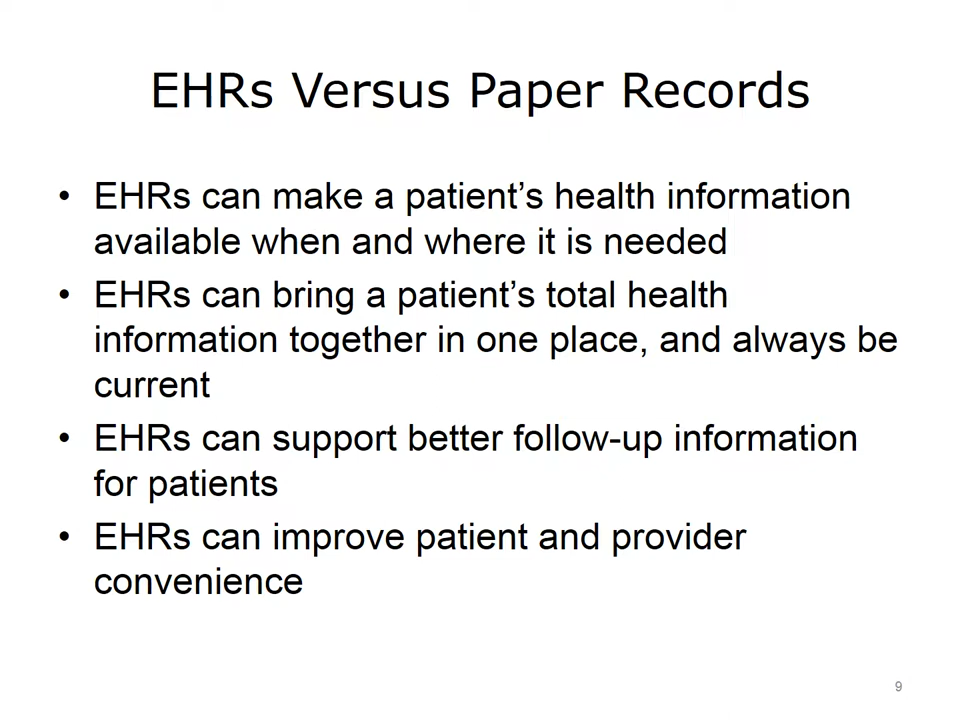 EHRs Versus Paper Records
• EHRs can make a patient’s health information
available when and where it is needed
• EHRs can bring a patient’s total health
information together in one place, and always be
current
• EHRs can support better follow-up information
for patients
• EHRs can improve patient and provider
convenience
9